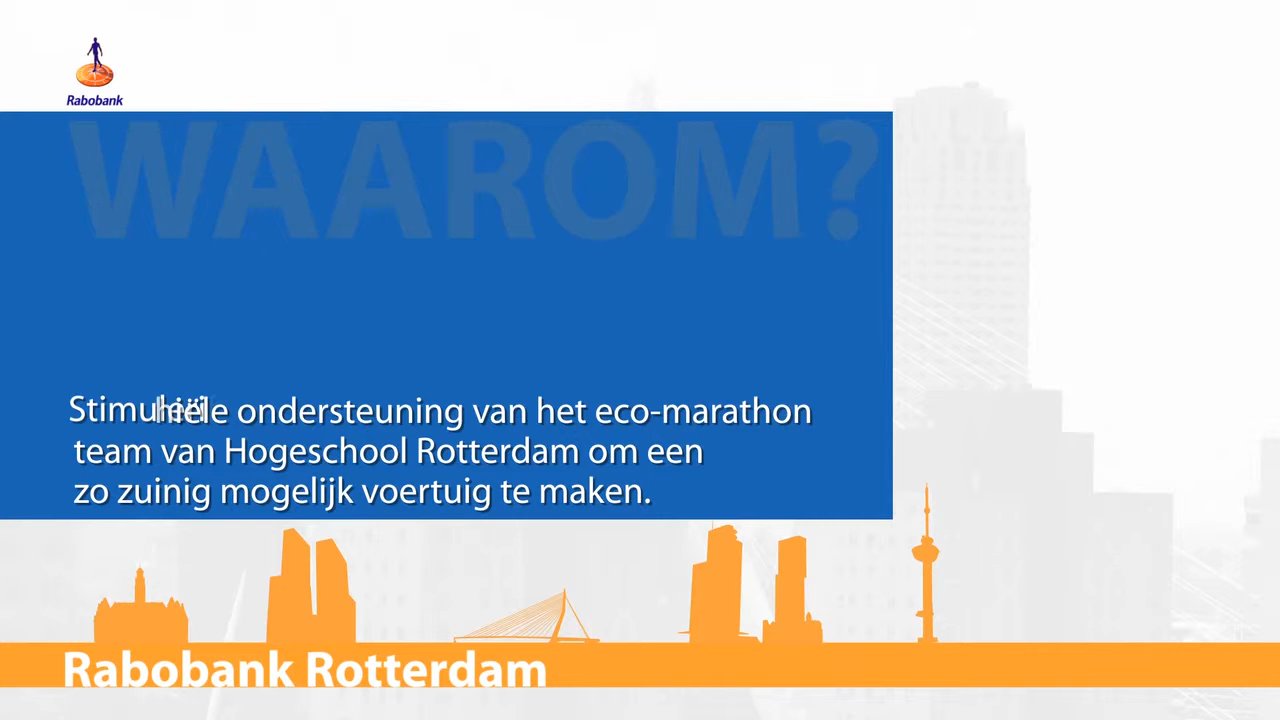 Rabobank
WAAROM?
ondersteuning van het eco-marathon
team van Hogeschool Rotterdam om een
zo zuinig mogelijk voertuig te maken.
Rabobank Rotterdam